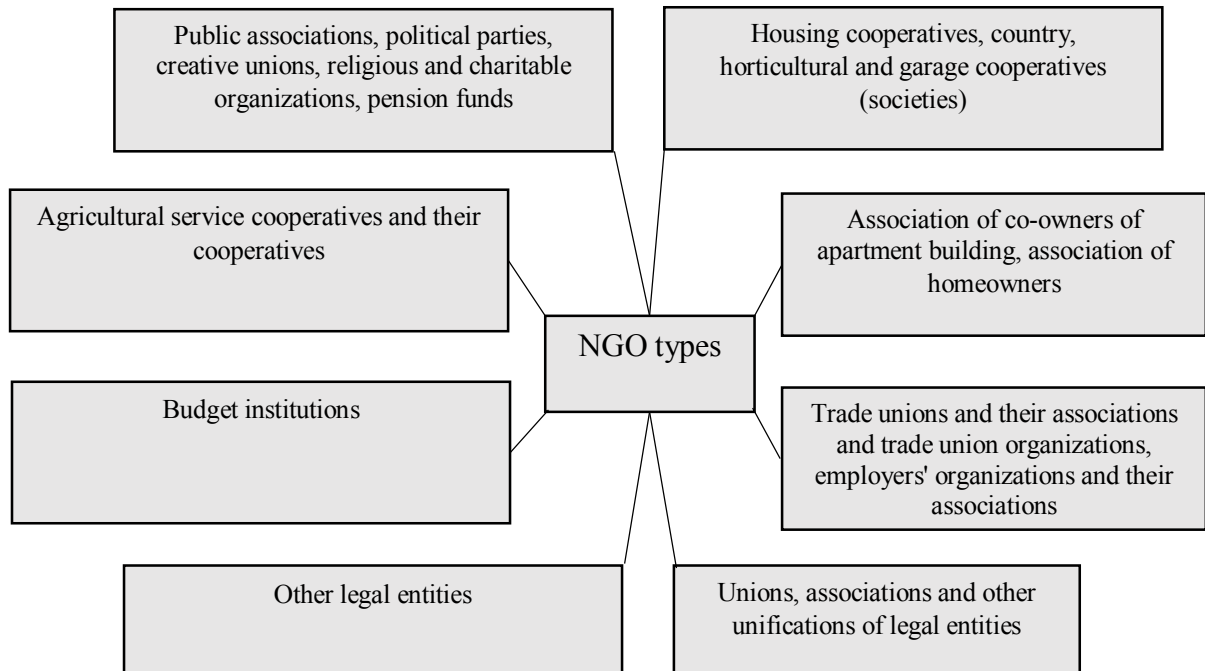 Public associations, political parties,
creative unions, religious and charitable
organizations, pension funds
Housing cooperatives, country,
horticultural and garage cooperatives
(societies)
Agricultural service cooperatives and their
cooperatives
Association of co-owners of
apartment building, association of
homeowners
NGO types
Budget institutions
Trade unions and their associations
and trade union organizations,
employers' organizations and their
associations
Other legal entities
Unions, associations and other
unifications of legal entities